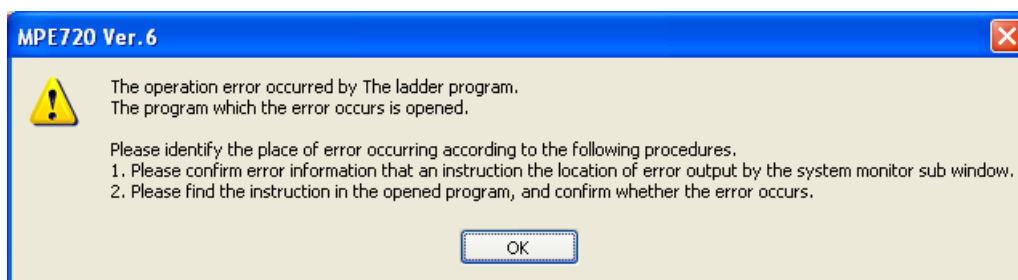 MPE720 Ver.6
The operation error occurred by The ladder program.
The program which the error occurs is opened.
Please identify the place of error occurring according to the following procedures.
1. Please confirm error information that an instruction the location of error output by the system monitor sub window.
2. Please find the instruction in the opened program, and confirm whether the error occurs.
OK